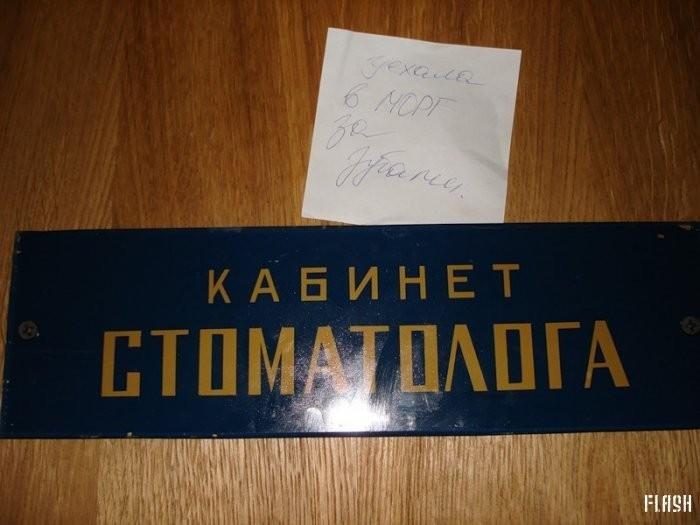 уехала
в МОРГ
за
зубами.
КАБИНЕТ
СТОМАТОЛОГА
FLASH